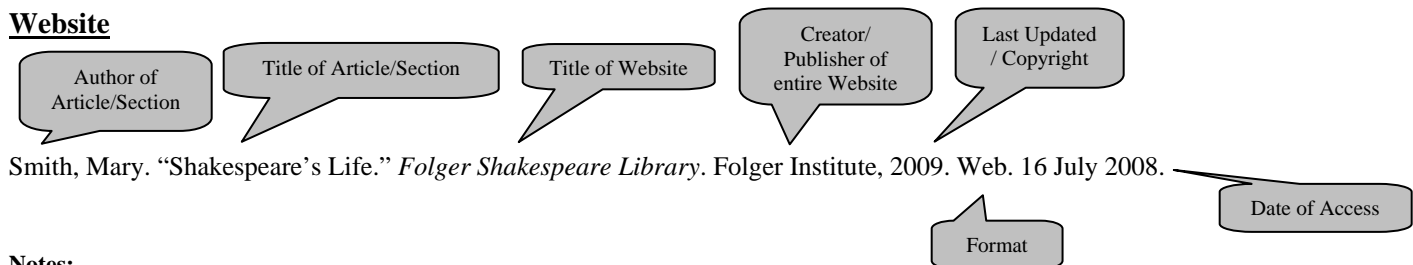 Website
Author of
Article/Section
Title of Article/Section
Title of Website
Creator/
Publisher of
entire Website
Last Updated
/ Copyright
Smith, Mary. “Shakespeare’s Life.” Folger Shakespeare Library. Folger Institute, 2009. Web. 16 July 2008.
Format
Date of Access
Notes: